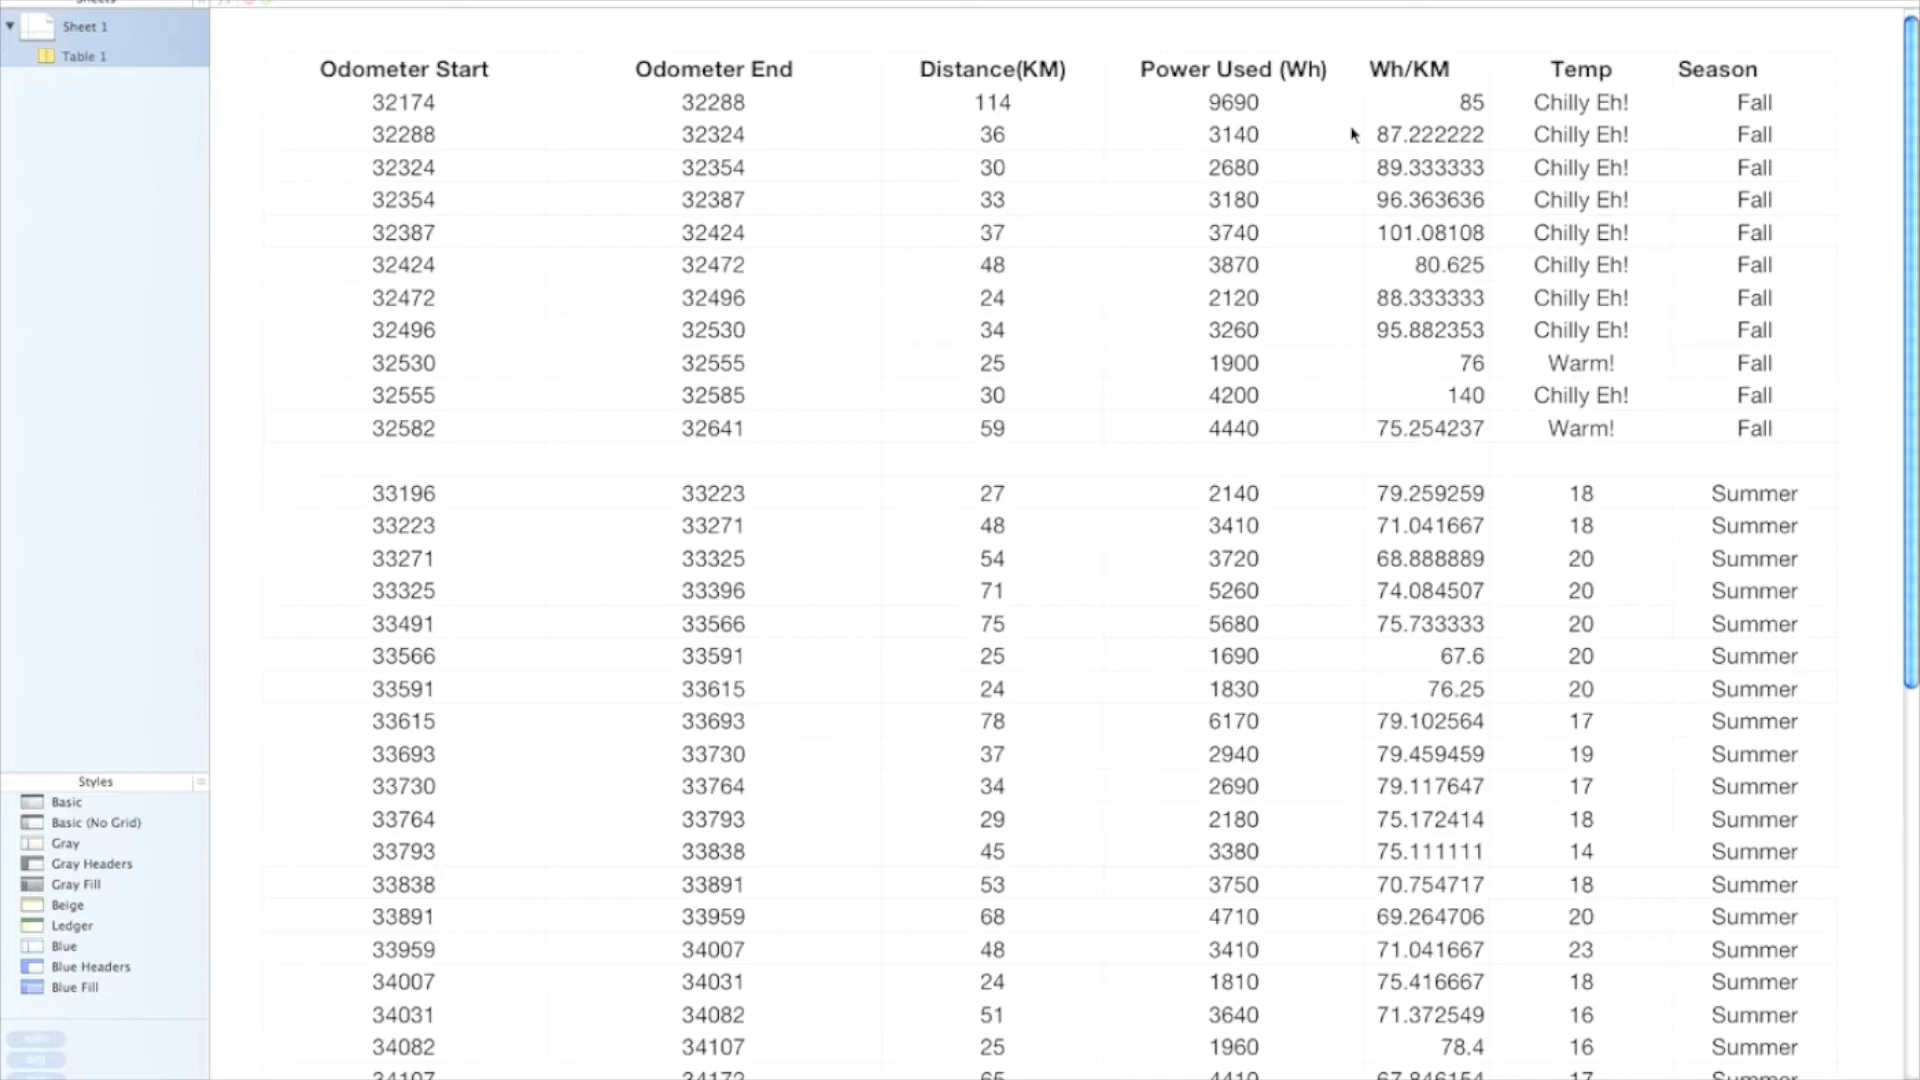 Sheets
Sheet 1
Table 1
Odometer Start Odometer End Distance(KM) Power Used (Wh) Wh/KM Temp Season
32174 32288 114 9690 85 Chilly Eh! Fall
32288 32324 36 3140 87.222222 Chilly Eh! Fall
32324 32354 30 2680 89.333333 Chilly Eh! Fall
32354 32387 33 3180 96.363636 Chilly Eh! Fall
32387 32424 37 3740 101.08108 Chilly Eh! Fall
32424 32472 48 3870 80.625 Chilly Eh! Fall
32472 32496 24 2120 88.333333 Chilly Eh! Fall
32496 32530 34 3260 95.882353 Chilly Eh! Fall
32530 32555 25 1900 76 Warm! Fall
32555 32585 30 4200 140 Chilly Eh! Fall
32582 32641 59 4440 75.254237 Warm! Fall
33196 33223 27 2140 79.259259 18 Summer
33223 33271 48 3410 71.041667 18 Summer
33271 33325 54 3720 68.888889 20 Summer
33325 33396 71 5260 74.084507 20 Summer
33491 33566 75 5680 75.733333 20 Summer
33566 33591 25 1690 67.6 20 Summer
33591 33615 24 1830 76.25 20 Summer
33615 33693 78 6170 79.102564 17 Summer
33693 33730 37 2940 79.459459 19 Summer
33730 33764 34 2690 79.117647 17 Summer
33764 33793 29 2180 75.172414 18 Summer
33793 33838 45 3380 75.111111 14 Summer
33838 33891 53 3750 70.754717 18 Summer
33891 33959 68 4710 69.264706 20 Summer
33959 34007 48 3410 71.041667 23 Summer
34007 34031 24 1810 75.416667 18 Summer
34031 34082 51 3640 71.372549 16 Summer
34082 34107 25 1960 78.4 16 Summer
34107 34172 65 4410 67.846154 17 Summer
Styles
Basic
Basic (No Grid)
Gray
Gray Headers
Gray Fill
Beige
Ledger
Blue
Blue Headers
Blue Fill